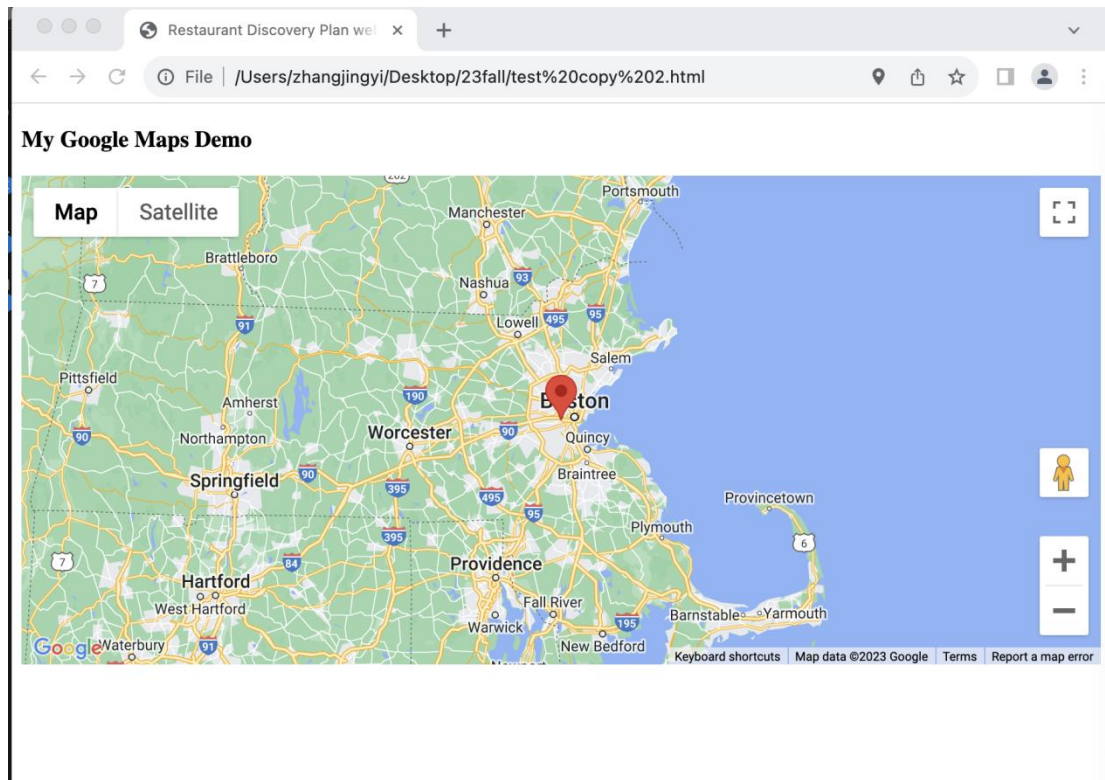 Restaurant Discovery Plan we
File | /Users/zhangjingyi/Desktop/23fall/test%20copy%202.html
My Google Maps Demo
Map Satellite
202
Portsmouth
Manchester
Brattleboro
7
Nashua
93
91
Lowell
495
95
Salem
Pittsfield
190
Amherst
Boston
Northampton
90
Worcester
90
Quincy
Springfield
90
Braintree
395
495
Provincetown
95
Plymouth
395
6
7
84
Providence
Hartford
West Hartford
Fall River
Barnstable
Yarmouth
195
Warwick
Google
Waterbury
91
New Bedford
Newport
Keyboard shortcuts | Map data ©2023 Google | Terms | Report a map error